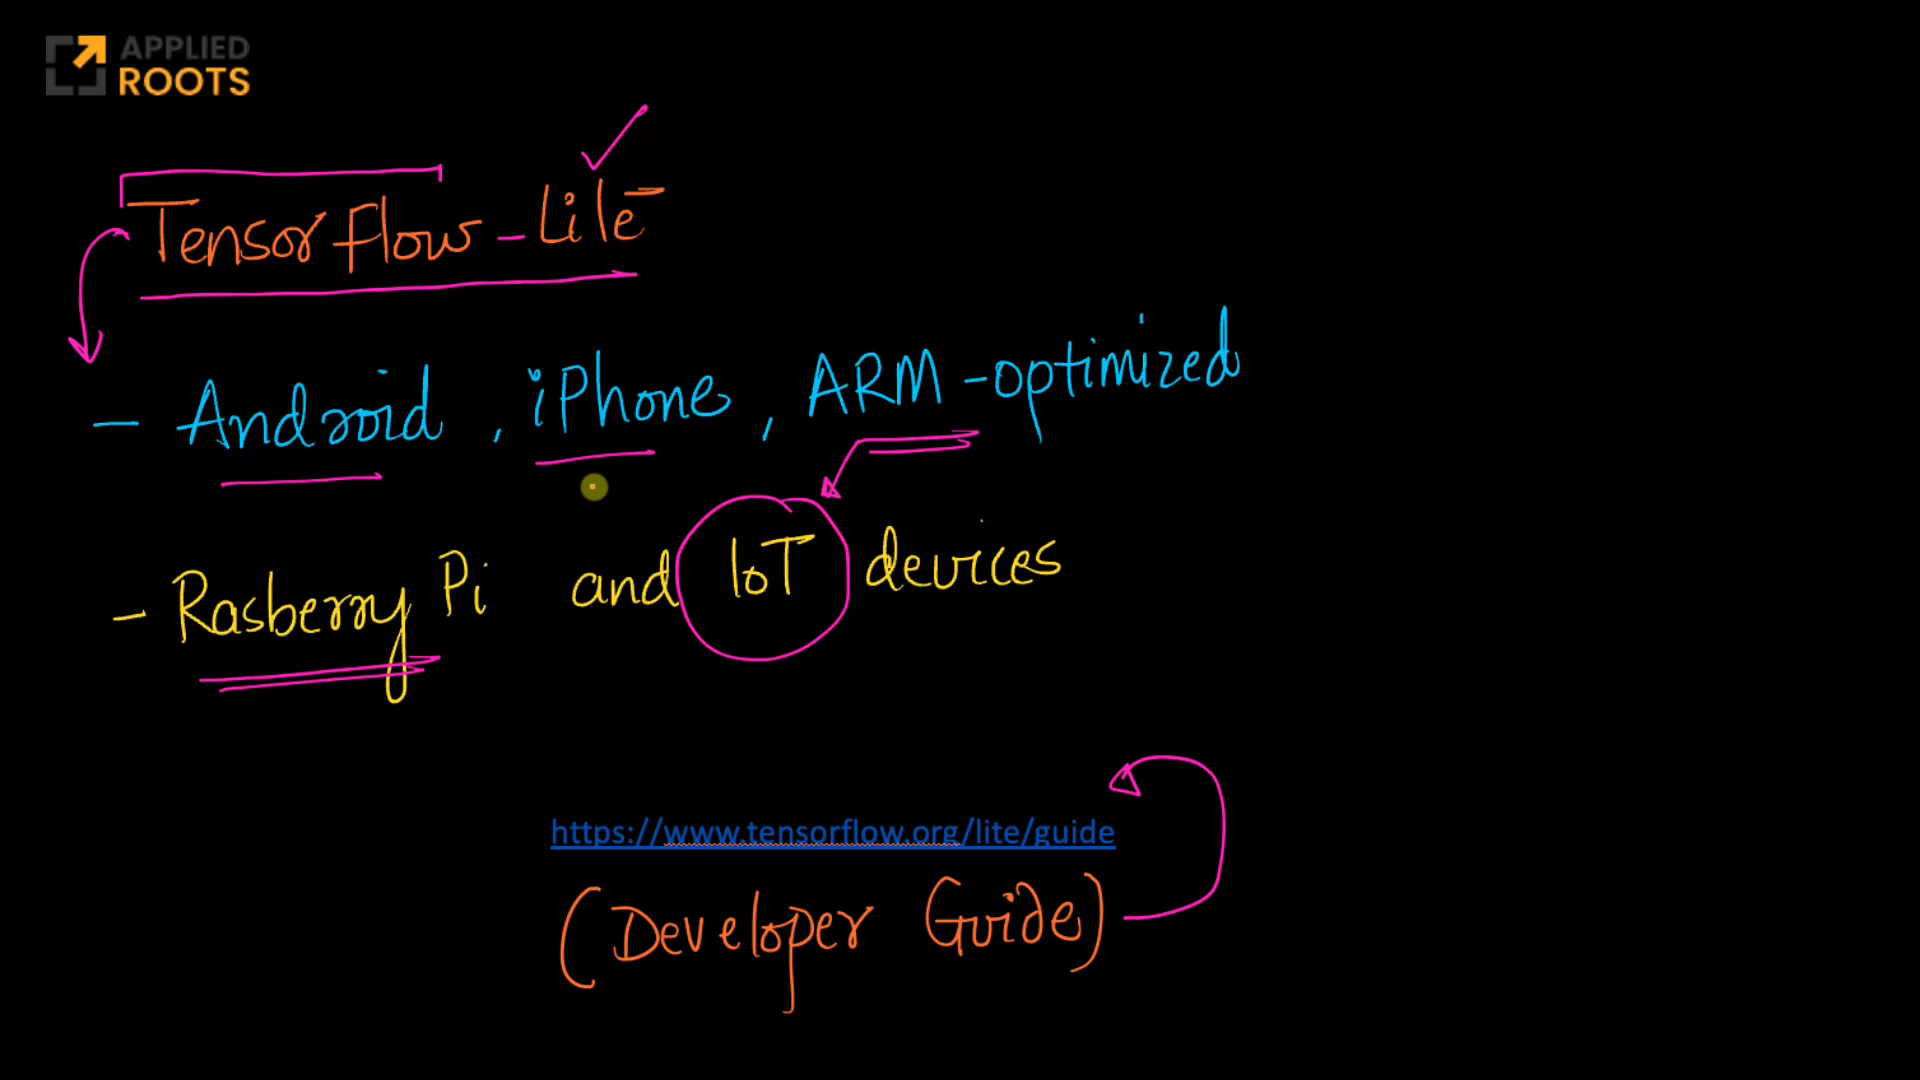 APPLIED
ROOTS
Tensorflow - Lite
- Android, iPhone, ARM-optimized
- Rasberry Pi and IoT devices
https://www.tensorflow.org/lite/guide
(Developer Guide)